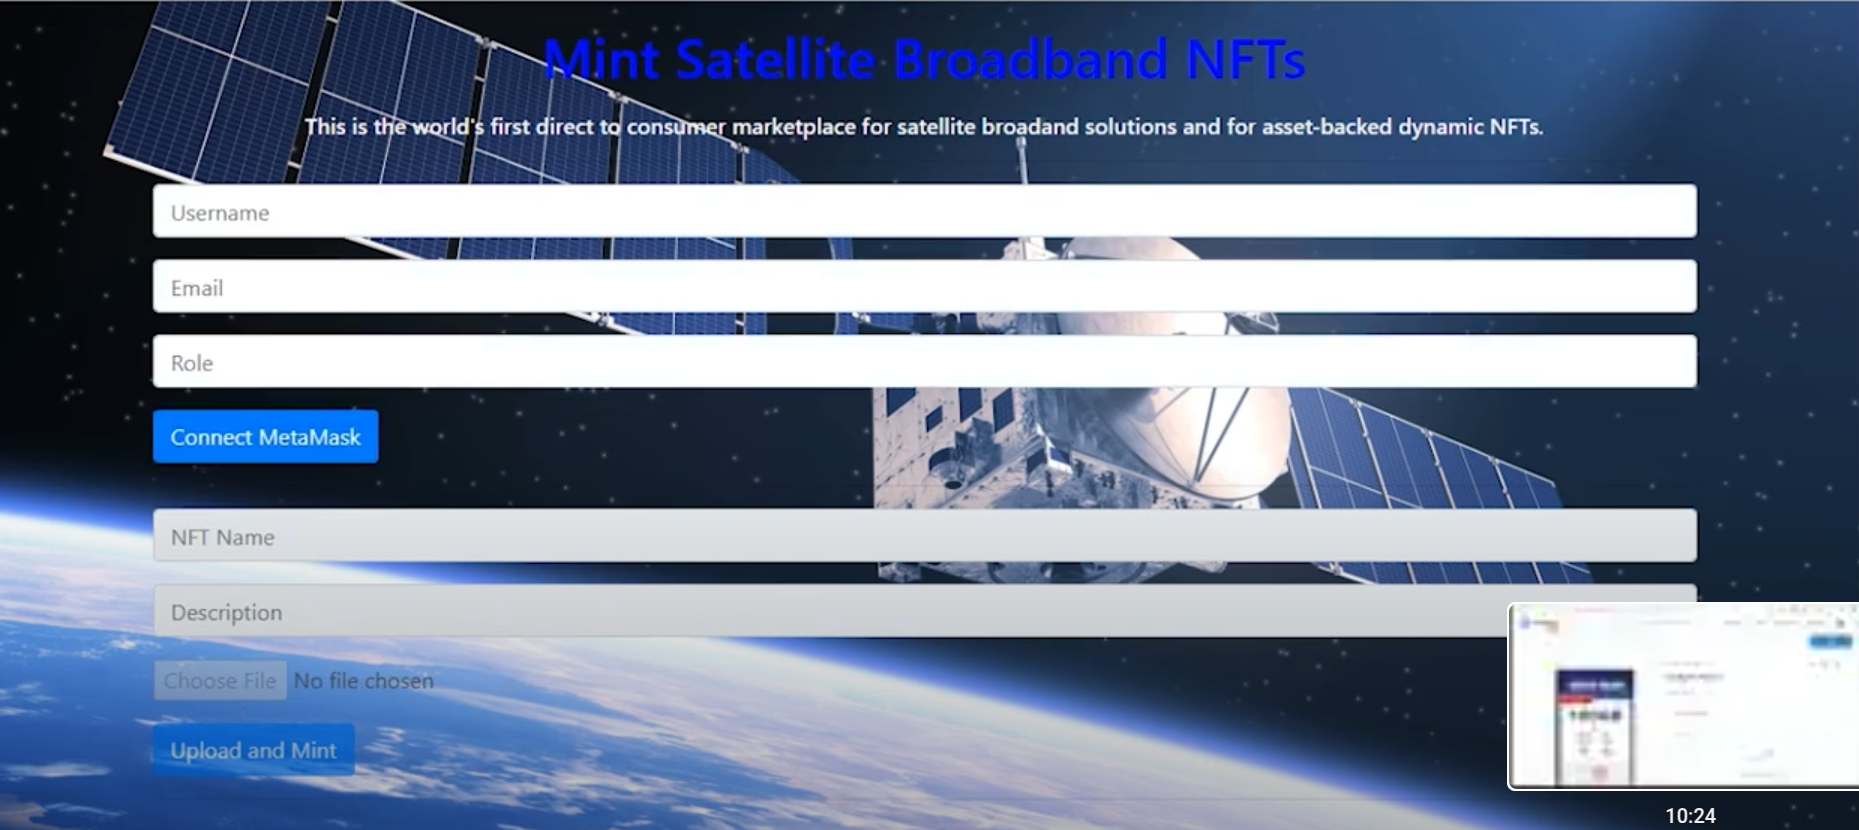 Mint Satellite Broadband NFTs
This is the world's first direct to consumer marketplace for satellite broadand solutions and for asset-backed dynamic NFTs.
Username
Email
Role
Connect MetaMask
NFT Name
Description
Choose File No file chosen
Upload and Mint
10:24